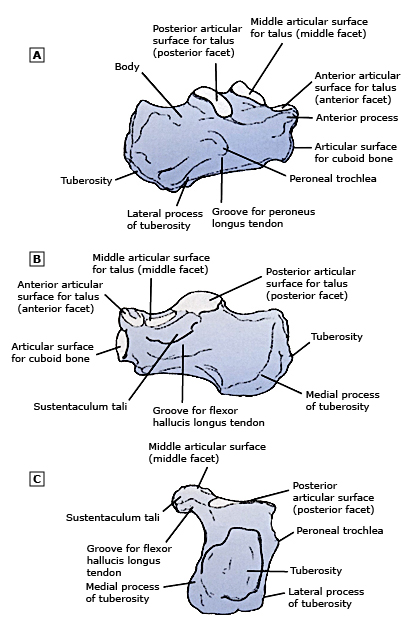 A
Posterior articular
surface for talus
(posterior facet)
Middle articular surface
for talus (middle facet)
Body
Anterior articular
surface for talus
(anterior facet)
Anterior process
Articular surface
for cuboid bone
Tuberosity
Peroneal trochlea
Lateral process
of tuberosity
Groove for peroneus
longus tendon
B
Middle articular surface
for talus (middle facet)
Anterior articular
surface for talus
(anterior facet)
Posterior articular
surface for talus
(posterior facet)
Articular surface
for cuboid bone
Tuberosity
Sustentaculum tali
Groove for flexor
hallucis longus tendon
Medial process
of tuberosity
C
Middle articular surface
(middle facet)
Posterior
articular surface
(posterior facet)
Sustentaculum tali
Peroneal trochlea
Groove for flexor
hallucis longus
tendon
Medial process
of tuberosity
Tuberosity
Lateral process
of tuberosity